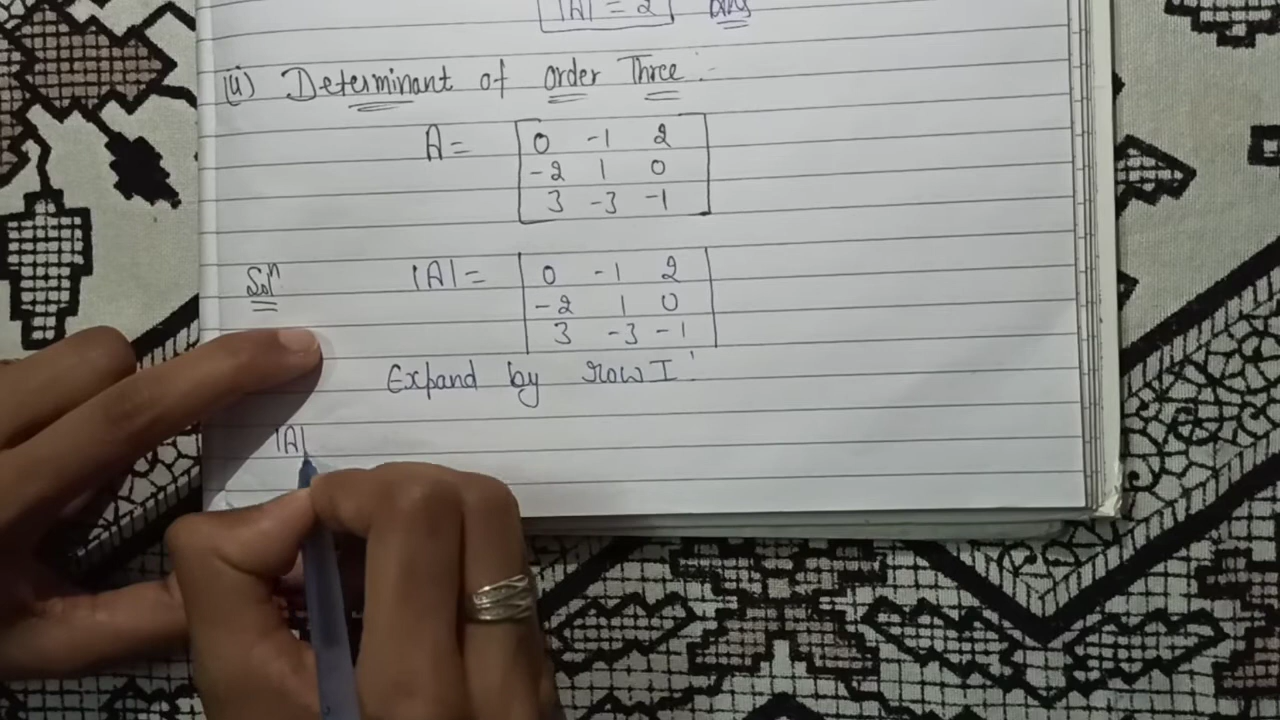 |A| = 2 ans
(ii) Determinant of order Three :-
A = [0 -1 2
-2 1 0
3 -3 -1]
Solⁿ |A| = |0 -1 2|
|-2 1 0|
|3 -3 -1|
Expand by row I :
|A|